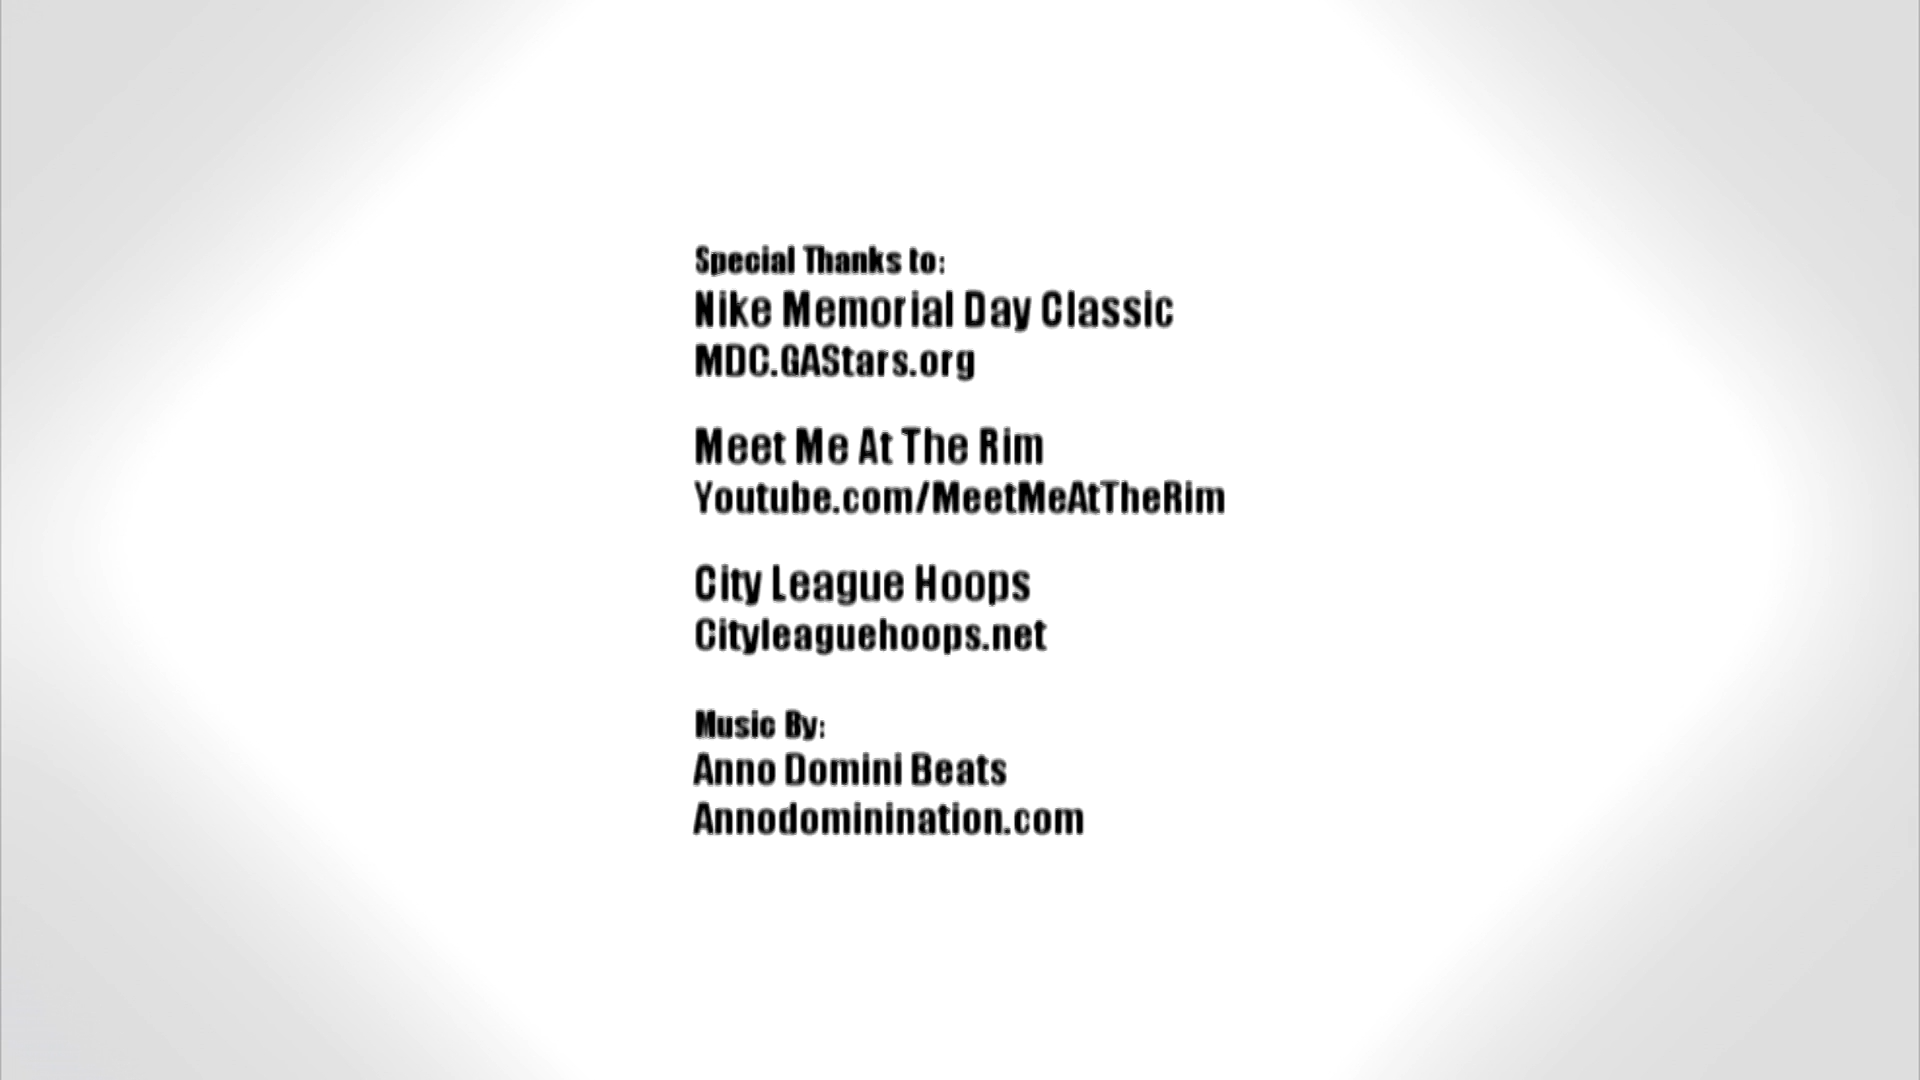 Special Thanks to:
Nike Memorial Day Classic
MDC.GAStars.org
Meet Me At The Rim
Youtube.com/MeetMeAtTheRim
City League Hoops
Cityleaguehoops.net
Music By:
Anno Domini Beats
Annodominination.com